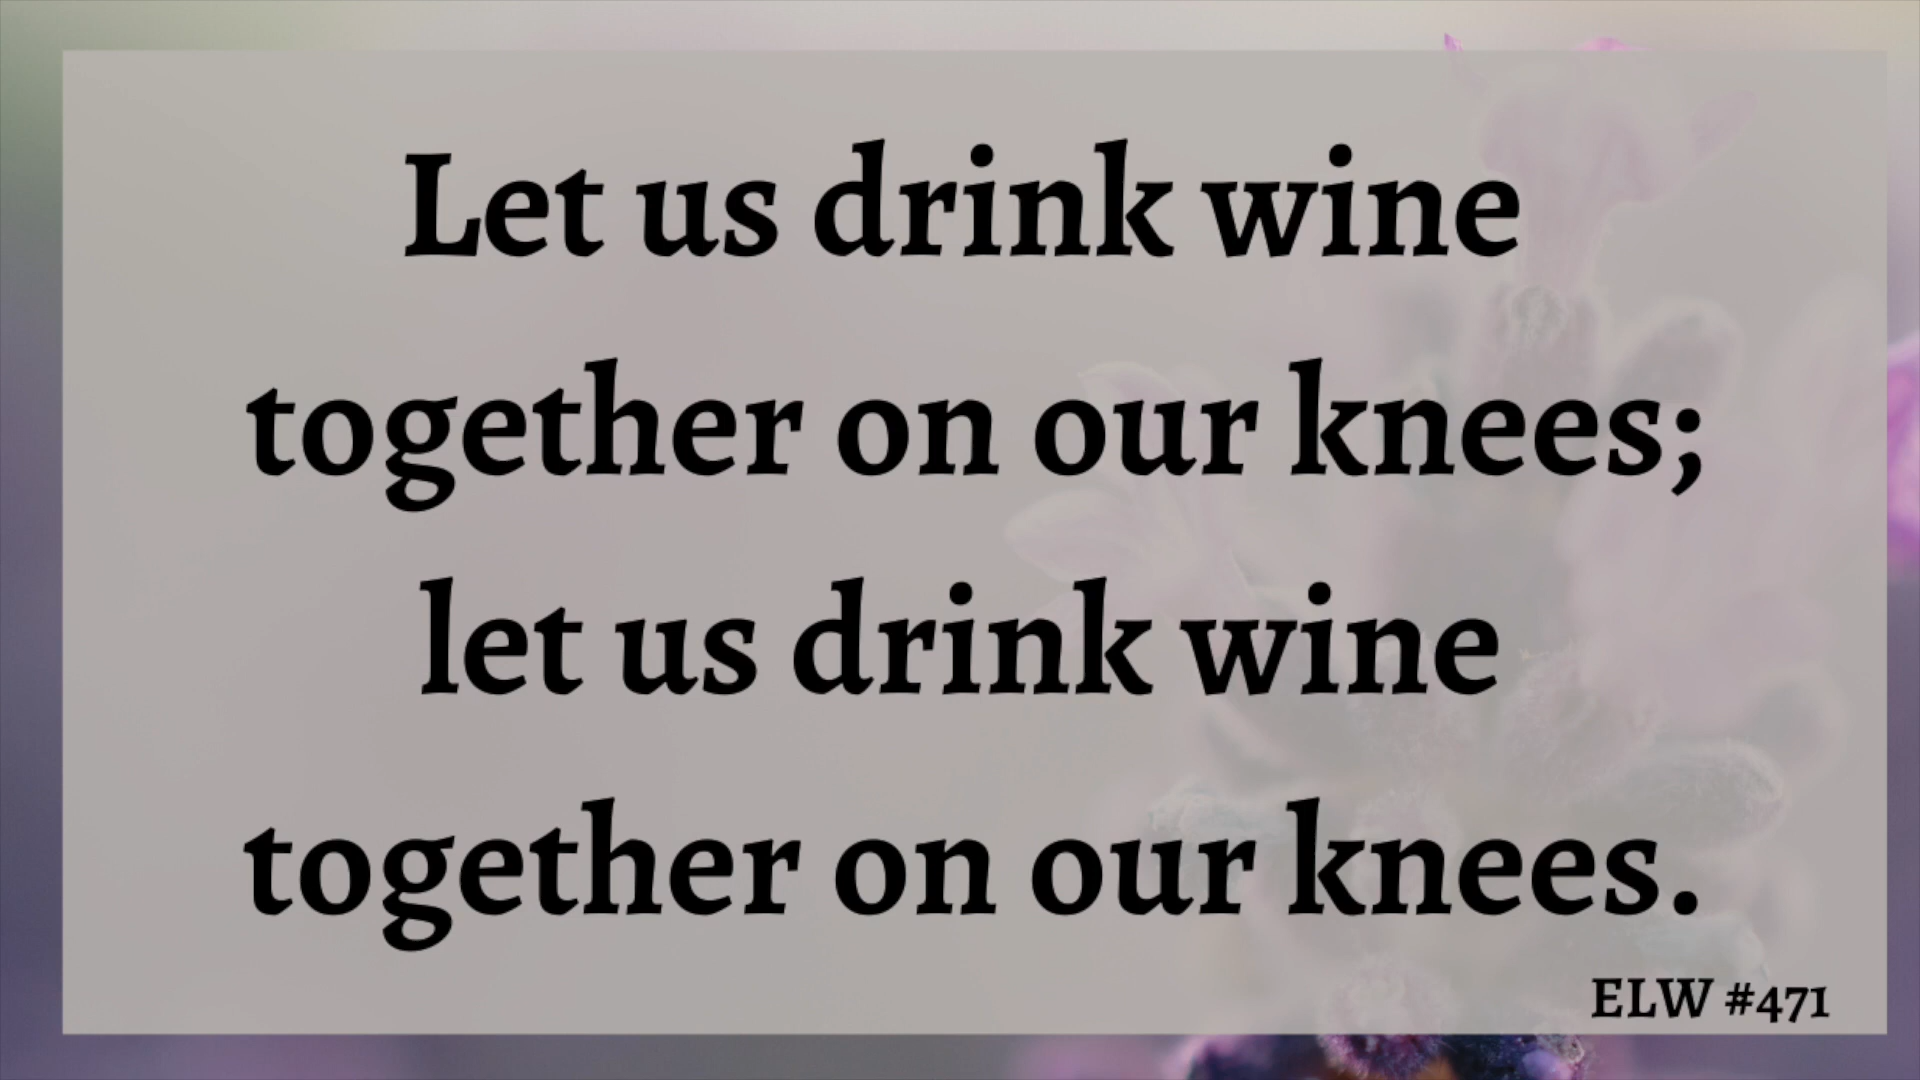 Let us drink wine
together on our knees;
let us drink wine
together on our knees.
ELW #471